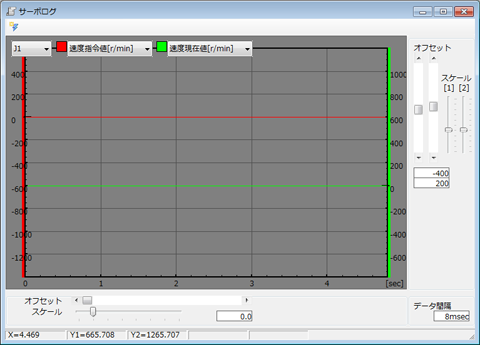 サーボログ
J1 速度指令値[r/min] 速度現在値[r/min]
オフセット
スケール
[1] [2]
400
200
0
-200
-400
-600
-800
-1000
-1200
1000
800
600
400
200
0
-200
-400
-600
0 1 2 3 4 [sec]
-400
200
オフセット
スケール
0.0
データ間隔
8msec
X=4.469 Y1=665.708 Y2=1265.707